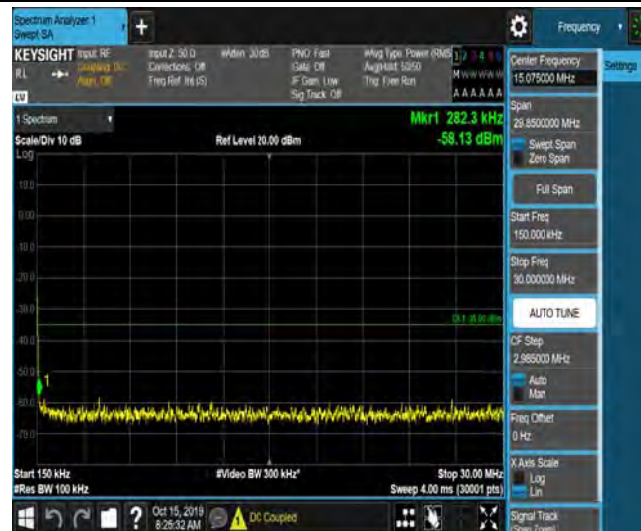 Spectrum Analyzer 1
Swept SA
+
Frequency
KEYSIGHT
Input: RF
Coupling: DC
Align: Off
RL
Input Z: 50 Ω
Corrections: Off
Freq Ref: Int (S)
#Atten: 30 dB
PNO: Fast
Gate: Off
IF Gain: Low
Sig Track: Off
#Avg Type: Power (RMS)
Avg|Hold: 50/50
Trig: Free Run
1 2 3 4 5 6
M W W W W W
A A A A A A
LV
1 Spectrum
Scale/Div 10 dB
Ref Level 20.00 dBm
Mkr1 282.3 kHz
-59.13 dBm
Log
10.0
0.00
-10.0
-20.0
-30.0
-50.0
-60.0
-70.0
1
Start 150 kHz
#Video BW 300 kHz*
Stop 30.00 MHz
#Res BW 100 kHz
Sweep 4.00 ms (30001 pts)
Oct 15, 2019
8:25:32 AM
DC Coupled
Center Frequency
15.075000 MHz
Settings
Span
29.8500000 MHz
Swept Span
Zero Span
Full Span
Start Freq
150.000 kHz
Stop Freq
30.000000 MHz
AUTO TUNE
CF Step
2.985000 MHz
Auto
Man
Freq Offset
0 Hz
X Axis Scale
Log
Lin
Signal Track
(Span Zoom)